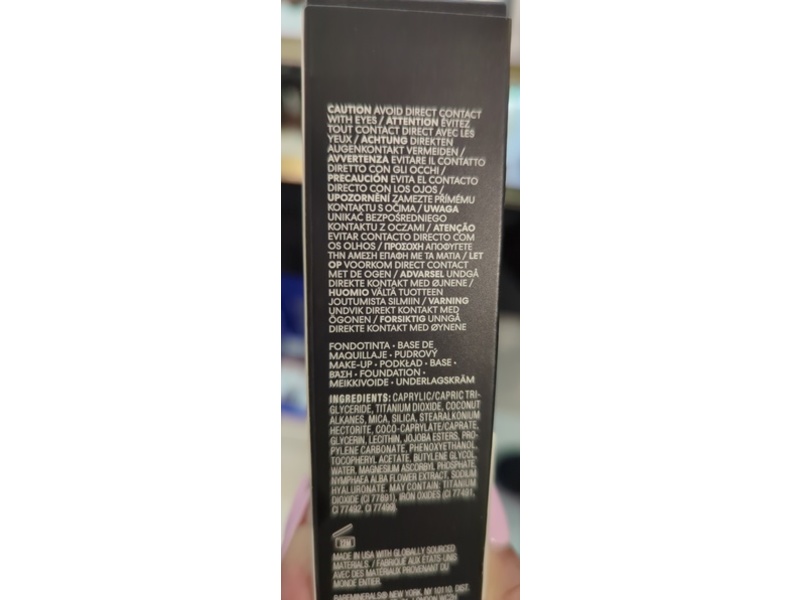 CAUTION AVOID DIRECT CONTACT
WITH EYES / ATTENTION ÉVITEZ
TOUT CONTACT DIRECT AVEC LES
YEUX / ACHTUNG DIREKTEN
AUGENKONTAKT VERMEIDEN /
AVVERTENZA EVITARE IL CONTATTO
DIRETTO CON GLI OCCHI /
PRECAUCIÓN EVITA EL CONTACTO
DIRECTO CON LOS OJOS /
UPOZORNĚNÍ ZAMEZTE PŘÍMÉMU
KONTAKTU S OČIMA / UWAGA
UNIKAĆ BEZPOŚREDNIEGO
KONTAKTU Z OCZAMI / ATENÇÃO
EVITAR CONTACTO DIRECTO COM
OS OLHOS / ΠΡΟΣΟΧΗ ΑΠΟΦΥΓΕΤΕ
ΤΗΝ ΑΜΕΣΗ ΕΠΑΦΗ ΜΕ ΤΑ ΜΑΤΙΑ / LET
OP VOORKOM DIRECT CONTACT
MET DE OGEN / ADVARSEL UNDGÅ
DIREKTE KONTAKT MED ØJNENE /
HUOMIO VÄLTÄ TUOTTEEN
JOUTUMISTA SILMIIN / VARNING
UNDVIK DIREKT KONTAKT MED
ÖGONEN / FORSIKTIG UNNGÅ
DIREKTE KONTAKT MED ØYNENE
FONDOTINTA • BASE DE
MAQUILLAJE • PUDROVÝ
MAKE-UP • PODKŁAD • BASE •
ΒΑΣΗ • FOUNDATION •
MEIKKIVOIDE • UNDERLAGSKRÄM
INGREDIENTS: CAPRYLIC/CAPRIC TRI-
GLYCERIDE, TITANIUM DIOXIDE, COCONUT
ALKANES, MICA, SILICA, STEARALKONIUM
HECTORITE, COCO-CAPRYLATE/CAPRATE,
GLYCERIN, LECITHIN, JOJOBA ESTERS, PRO-
PYLENE CARBONATE, PHENOXYETHANOL,
TOCOPHERYL ACETATE, BUTYLENE GLYCOL,
WATER, MAGNESIUM ASCORBYL PHOSPHATE,
NYMPHAEA ALBA FLOWER EXTRACT, SODIUM
HYALURONATE. MAY CONTAIN: TITANIUM
DIOXIDE (CI 77891), IRON OXIDES (CI 77491,
CI 77492, CI 77499).
MADE IN USA WITH GLOBALLY SOURCED
MATERIALS. / FABRIQUÉ AUX ÉTATS-UNIS
AVEC DES MATÉRIAUX PROVENANT DU
MONDE ENTIER.
BAREMINERALS® NEW YORK, NY 10110. DIST.